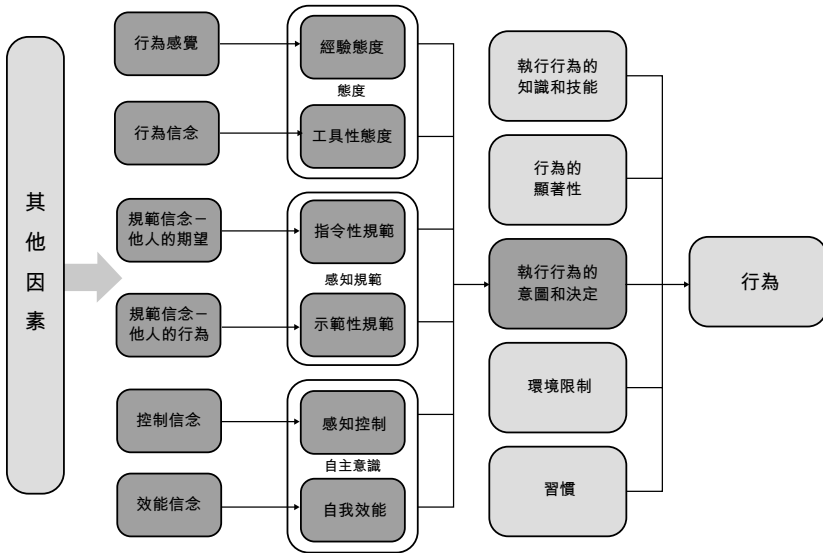 其他因素
行為感覺
行為信念
規範信念－
他人的期望
規範信念－
他人的行為
控制信念
效能信念
經驗態度
態度
工具性態度
指令性規範
感知規範
示範性規範
感知控制
自主意識
自我效能
執行行為的
知識和技能
行為的
顯著性
執行行為的
意圖和決定
環境限制
習慣
行為